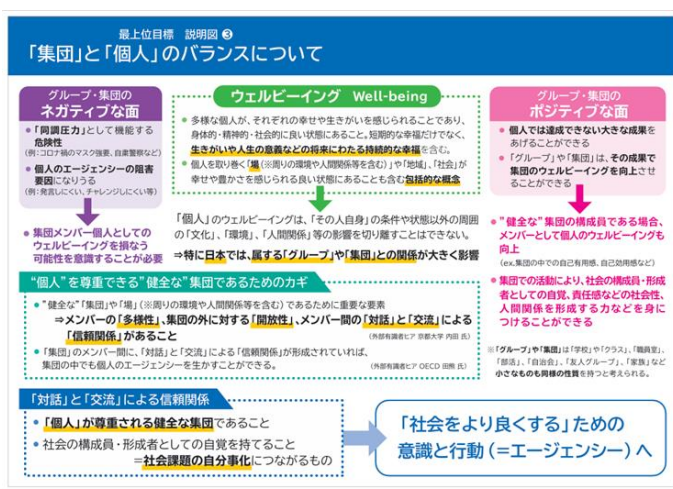 最上位目標 説明図❸
「集団」と「個人」のバランスについて
グループ・集団の
ネガティブな面
● 「同調圧力」として機能する
危険性
(例:コロナ禍のマスク強要、自粛警察など)
● 個人のエージェンシーの阻害
要因になりうる
(例:発言しにくい、チャレンジしにくい等)
● 集団メンバー個人としての
ウェルビーイングを損なう
可能性を意識することが必要
ウェルビーイング Well-being
● 多様な個人が、それぞれの幸せや生きがいを感じられることであり、
身体的・精神的・社会的に良い状態にあること。短期的な幸福だけでなく、
生きがいや人生の意義などの将来にわたる持続的な幸福を含む。
● 個人を取り巻く「場(※周りの環境や人間関係等を含む)」や「地域」、「社会」が
幸せや豊かさを感じられる良い状態にあることも含む包括的な概念
「個人」のウェルビーイングは、「その人自身」の条件や状態以外の周囲
の「文化」、「環境」、「人間関係」等の影響を切り離すことはできない。
⇒特に日本では、属する「グループ」や「集団」との関係が大きく影響
グループ・集団の
ポジティブな面
● 個人では達成できない大きな成果を
あげることができる
● 「グループ」や「集団」は、その成果で
集団のウェルビーイングを向上させ
ることができる
● "健全な"集団の構成員である場合、
メンバーとして個人のウェルビーイングも
向上
(ex.集団の中での自己有用感、自己効用感など)
● 集団での活動により、社会の構成員・形成
者としての自覚、責任感などの社会性、
人間関係を形成する力などを身に
つけることができる
※「グループ」や「集団」は「学校」や「クラス」、「職員室」、
「部活」、「自治会」、「友人グループ」、「家族」など
小さなものも同様の性質を持つと考えられる。
"個人"を尊重できる"健全な"集団であるためのカギ
● "健全な"「集団」や「場」(※周りの環境や人間関係等を含む)であるために重要な要素
⇒メンバーの「多様性」、集団の外に対する「開放性」、メンバー間の「対話」と「交流」による
「信頼関係」があること
(外部有識者ヒア 京都大学 内田 氏)
● 「集団」のメンバー間に、「対話」と「交流」による「信頼関係」が形成されていれば、
集団の中でも個人のエージェンシーを生かすことができる。
(外部有識者ヒア OECD 田熊 氏)
「対話」と「交流」による信頼関係
● 「個人」が尊重される健全な集団であること
● 社会の構成員・形成者としての自覚を持てること
=社会課題の自分事化につながるもの
「社会をより良くする」ための
意識と行動(=エージェンシー)へ